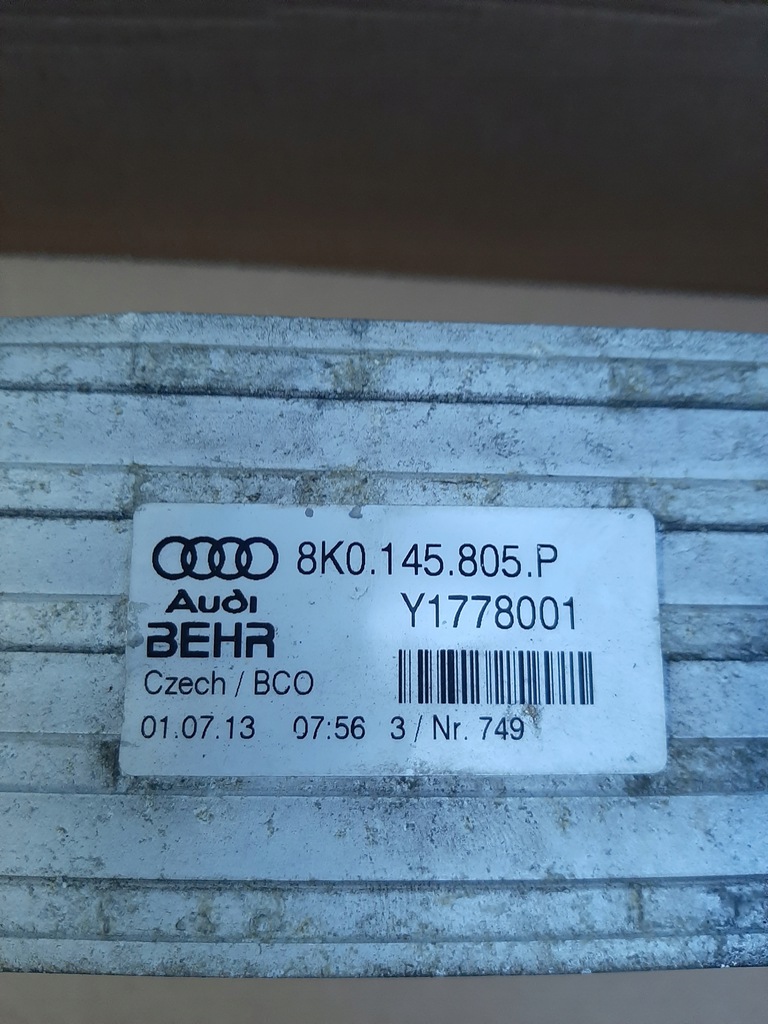 8K0.145.805.P
Audi
Y1778001
BEHR
Czech / BCO
01.07.13 07:56 3 / Nr. 749